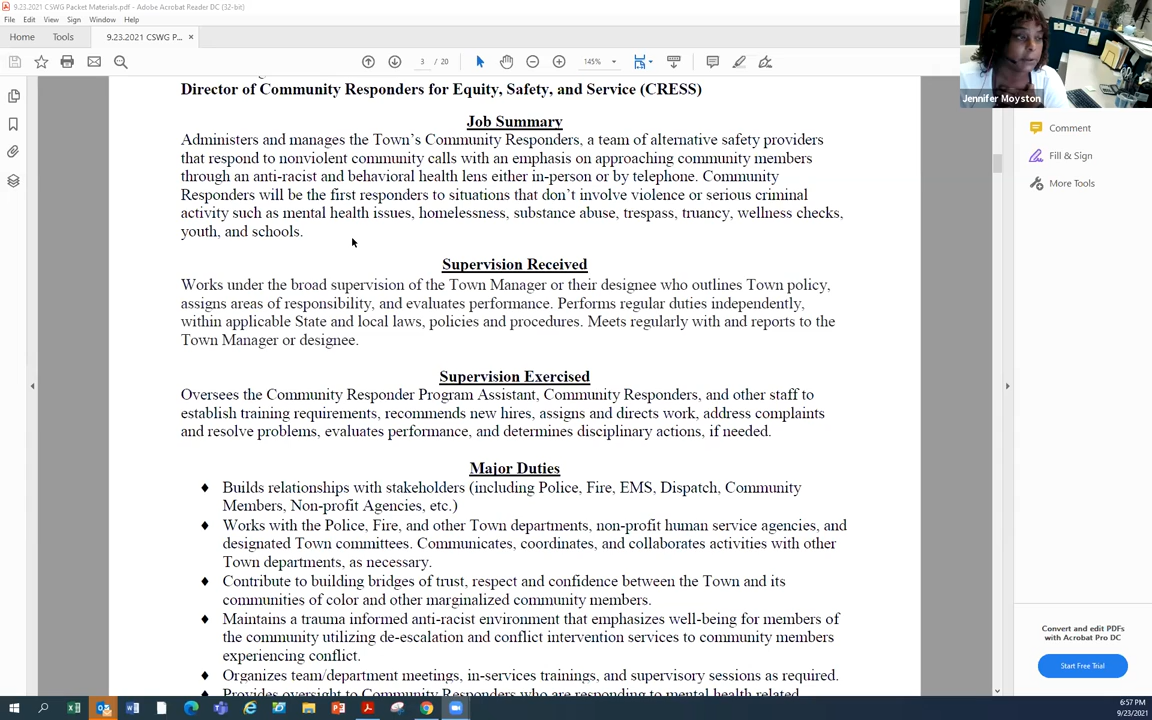 9.23.2021 CSWG Packet Materials.pdf - Adobe Acrobat Reader DC (32-bit)
File Edit View Sign Window Help
Home Tools 9.23.2021 CSWG P... ×
3 / 20 145%
Jennifer Moyston
Comment
Fill & Sign
More Tools
Director of Community Responders for Equity, Safety, and Service (CRESS)
Job Summary
Administers and manages the Town's Community Responders, a team of alternative safety providers
that respond to nonviolent community calls with an emphasis on approaching community members
through an anti-racist and behavioral health lens either in-person or by telephone. Community
Responders will be the first responders to situations that don't involve violence or serious criminal
activity such as mental health issues, homelessness, substance abuse, trespass, truancy, wellness checks,
youth, and schools.
Supervision Received
Works under the broad supervision of the Town Manager or their designee who outlines Town policy,
assigns areas of responsibility, and evaluates performance. Performs regular duties independently,
within applicable State and local laws, policies and procedures. Meets regularly with and reports to the
Town Manager or designee.
Supervision Exercised
Oversees the Community Responder Program Assistant, Community Responders, and other staff to
establish training requirements, recommends new hires, assigns and directs work, address complaints
and resolve problems, evaluates performance, and determines disciplinary actions, if needed.
Major Duties
♦ Builds relationships with stakeholders (including Police, Fire, EMS, Dispatch, Community
Members, Non-profit Agencies, etc.)
♦ Works with the Police, Fire, and other Town departments, non-profit human service agencies, and
designated Town committees. Communicates, coordinates, and collaborates activities with other
Town departments, as necessary.
♦ Contribute to building bridges of trust, respect and confidence between the Town and its
communities of color and other marginalized community members.
♦ Maintains a trauma informed anti-racist environment that emphasizes well-being for members of
the community utilizing de-escalation and conflict intervention services to community members
experiencing conflict.
♦ Organizes team/department meetings, in-services trainings, and supervisory sessions as required.
♦ Provides oversight to Community Responders who are responding to mental health related
Convert and edit PDFs
with Acrobat Pro DC
Start Free Trial
6:57 PM
9/23/2021